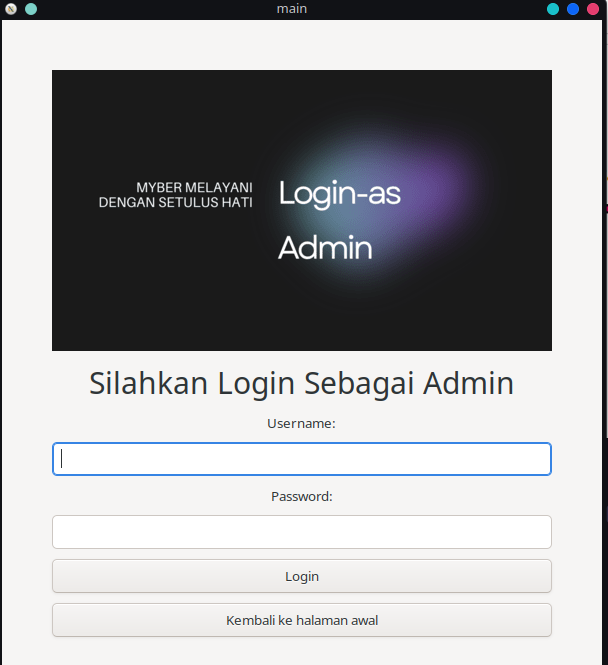 main
MYBER MELAYANI
DENGAN SETULUS HATI
Login-as
Admin
Silahkan Login Sebagai Admin
Username:
Password:
Login
Kembali ke halaman awal